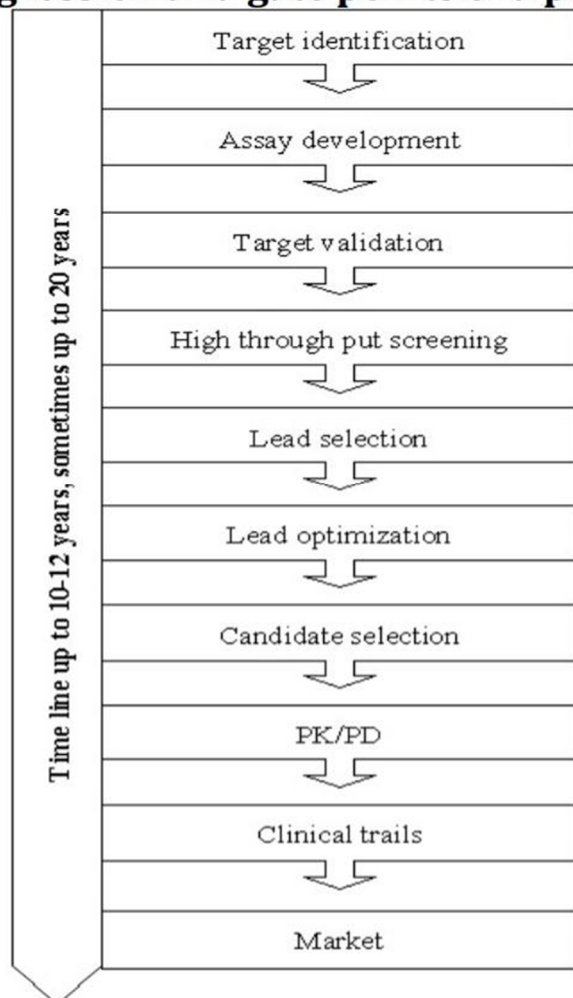 Target identification
Assay development
Target validation
High through put screening
Lead selection
Lead optimization
Candidate selection
PK/PD
Clinical trails
Market
Time line up to 10-12 years, sometimes up to 20 years